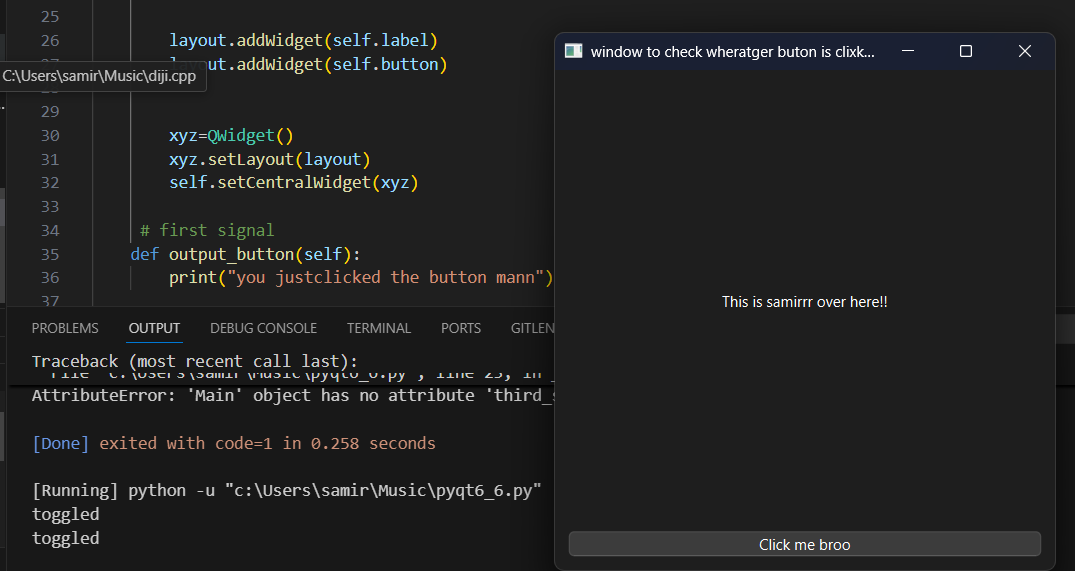 25
26 layout.addWidget(self.label)
27 layout.addWidget(self.button)
C:\Users\samir\Music\diji.cpp
28
29
30 xyz=QWidget()
31 xyz.setLayout(layout)
32 self.setCentralWidget(xyz)
33
34 # first signal
35 def output_button(self):
36 print("you justclicked the button mann")
37
PROBLEMS OUTPUT DEBUG CONSOLE TERMINAL PORTS GITLEN
Traceback (most recent call last):
File "c:\Users\samir\Music\pyqt6_6.py", line 23, in
AttributeError: 'Main' object has no attribute 'third_s
[Done] exited with code=1 in 0.258 seconds
[Running] python -u "c:\Users\samir\Music\pyqt6_6.py"
toggled
toggled
window to check wheratger buton is clixk...
This is samirrr over here!!
Click me broo